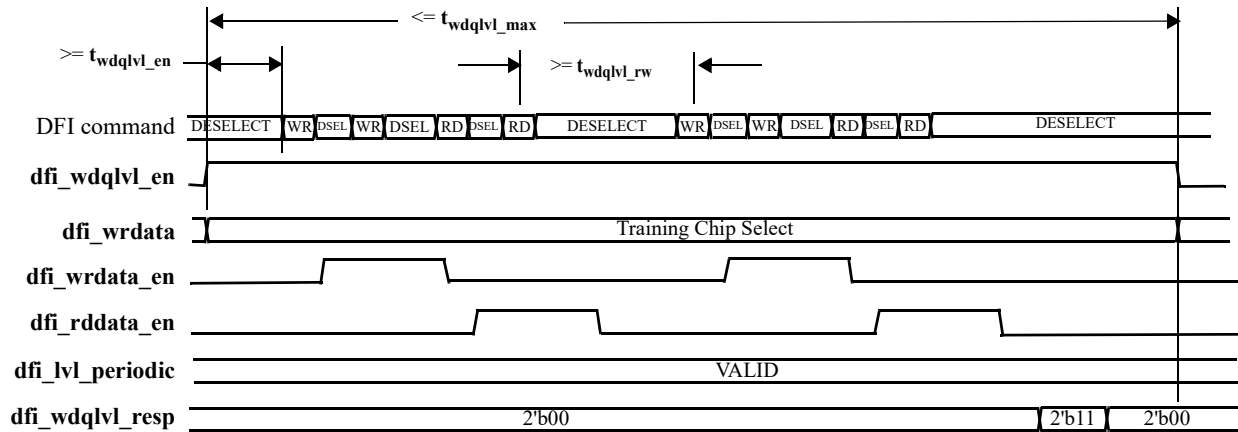 <= twdqlvl_max
>= twdqlvl_en
>= twdqlvl_rw
DFI command DESELECT WR DSEL WR DSEL RD DSEL RD DESELECT WR DSEL WR DSEL RD DSEL RD DESELECT
dfi_wdqlvl_en
dfi_wrdata Training Chip Select
dfi_wrdata_en
dfi_rddata_en
dfi_lvl_periodic VALID
dfi_wdqlvl_resp 2'b00 2'b11 2'b00